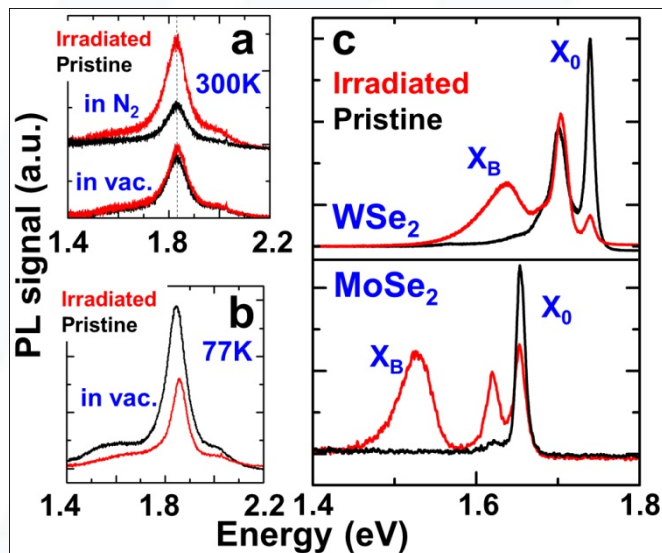 PL signal (a.u.)
Irradiated
Pristine
a
in N2
300K
in vac.
1.4 1.8 2.2
Irradiated
Pristine
b
77K
in vac.
1.4 1.8 2.2
c
X0
Irradiated
Pristine
XB
WSe2
MoSe2
X0
XB
1.4 1.6 1.7 1.8
Energy (eV)